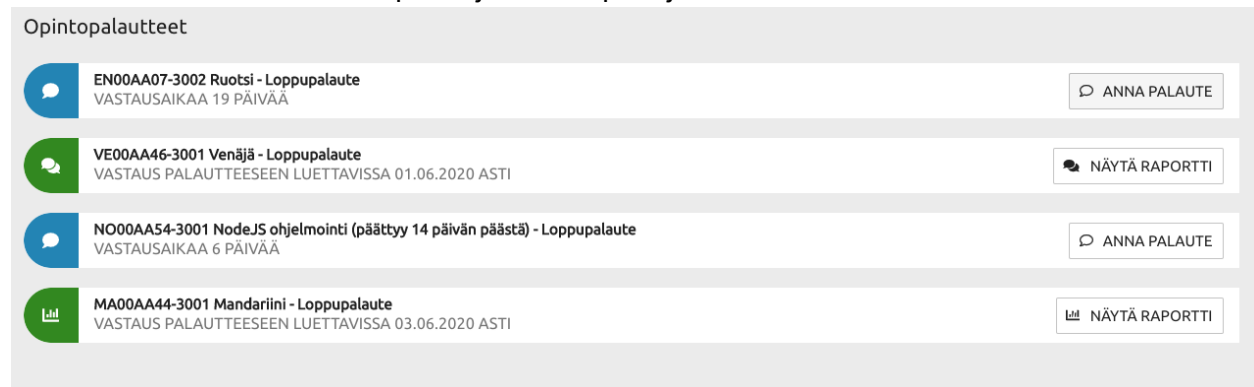 Opintopalautteet
EN00AA07-3002 Ruotsi - Loppupalaute
VASTAUSAIKAA 19 PÄIVÄÄ
ANNA PALAUTE
VE00AA46-3001 Venäjä - Loppupalaute
VASTAUS PALAUTTEESEEN LUETTAVISSA 01.06.2020 ASTI
NÄYTÄ RAPORTTI
NO00AA54-3001 NodeJS ohjelmointi (päättyy 14 päivän päästä) - Loppupalaute
VASTAUSAIKAA 6 PÄIVÄÄ
ANNA PALAUTE
MA00AA44-3001 Mandariini - Loppupalaute
VASTAUS PALAUTTEESEEN LUETTAVISSA 03.06.2020 ASTI
NÄYTÄ RAPORTTI